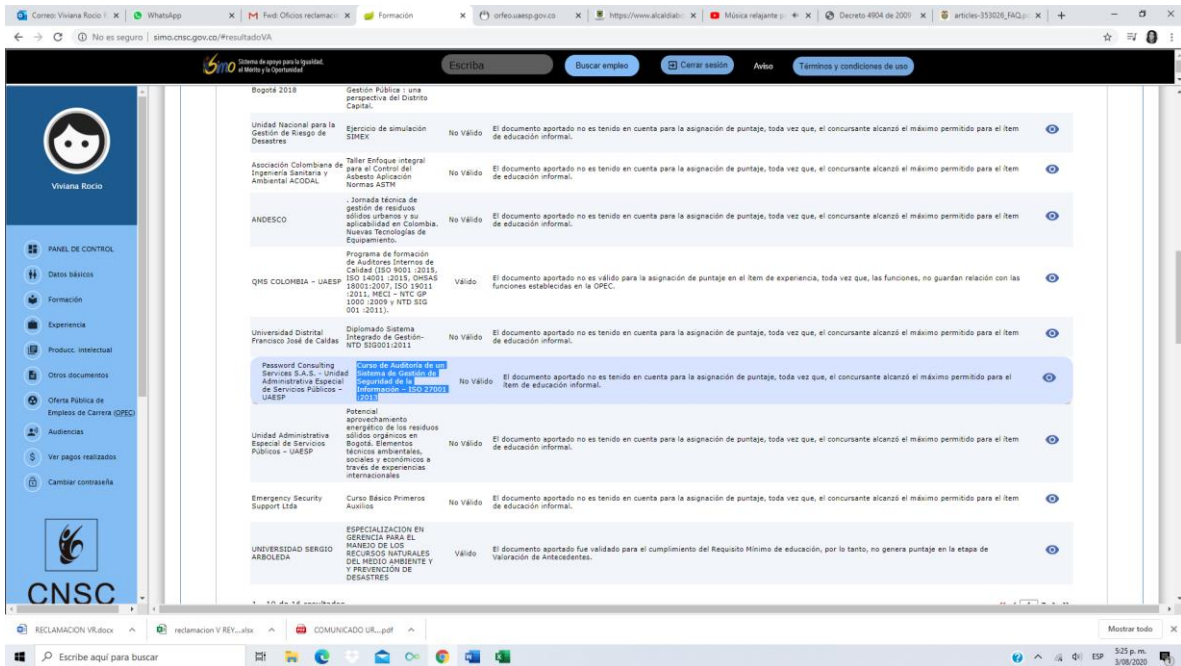 Correo: Viviana Rocio F
WhatsApp
Fwd: Oficios reclamaci
Formación
orfeo.uaesp.gov.co
https://www.alcaldiabo
Música relajante p
Decreto 4904 de 2009
articles-353026_FAQ.p
No es seguro | simo.cnsc.gov.co/#resultadoVA
Simo
Sistema de apoyo para la Igualdad,
el Mérito y la Oportunidad
Escriba
Buscar empleo
Cerrar sesión
Aviso
Términos y condiciones de uso
Viviana Rocio
PANEL DE CONTROL
Datos básicos
Formación
Experiencia
Producc. intelectual
Otros documentos
Oferta Pública de
Empleos de Carrera (OPEC)
Audiencias
Ver pagos realizados
Cambiar contraseña
CNSC
Bogotá 2018
Gestión Pública : una
perspectiva del Distrito
Capital.
Unidad Nacional para la
Gestión de Riesgo de
Desastres
Ejercicio de simulación
SIMEX
No Válido
El documento aportado no es tenido en cuenta para la asignación de puntaje, toda vez que, el concursante alcanzó el máximo permitido para el ítem
de educación informal.
Asociación Colombiana de
Ingeniería Sanitaria y
Ambiental ACODAL
Taller Enfoque integral
para el Control del
Asbesto Aplicación
Normas ASTM
No Válido
El documento aportado no es tenido en cuenta para la asignación de puntaje, toda vez que, el concursante alcanzó el máximo permitido para el ítem
de educación informal.
ANDESCO
. Jornada técnica de
gestión de residuos
sólidos urbanos y su
aplicabilidad en Colombia.
Nuevas Tecnologías de
Equipamiento.
No Válido
El documento aportado no es tenido en cuenta para la asignación de puntaje, toda vez que, el concursante alcanzó el máximo permitido para el ítem
de educación informal.
QMS COLOMBIA – UAESP
Programa de formación
de Auditores Internos de
Calidad (ISO 9001 :2015,
ISO 14001 :2015, OHSAS
18001:2007, ISO 19011
:2011, MECI – NTC GP
1000 :2009 y NTD SIG
001 :2011).
Válido
El documento aportado no es válido para la asignación de puntaje en el ítem de experiencia, toda vez que, las funciones, no guardan relación con las
funciones establecidas en la OPEC.
Universidad Distrital
Francisco José de Caldas
Diplomado Sistema
Integrado de Gestión-
NTD SIG001:2011
No Válido
El documento aportado no es tenido en cuenta para la asignación de puntaje, toda vez que, el concursante alcanzó el máximo permitido para el ítem
de educación informal.
Password Consulting
Services S.A.S. - Unidad
Administrativa Especial
de Servicios Públicos –
UAESP
Curso de Auditoría de un
Sistema de Gestión de
Seguridad de la
Información – ISO 27001
:2013
No Válido
El documento aportado no es tenido en cuenta para la asignación de puntaje, toda vez que, el concursante alcanzó el máximo permitido para el
ítem de educación informal.
Unidad Administrativa
Especial de Servicios
Públicos – UAESP
Potencial
aprovechamiento
energético de los residuos
sólidos orgánicos en
Bogotá. Elementos
técnicos ambientales,
sociales y económicos a
través de experiencias
internacionales
No Válido
El documento aportado no es tenido en cuenta para la asignación de puntaje, toda vez que, el concursante alcanzó el máximo permitido para el ítem
de educación informal.
Emergency Security
Support Ltda
Curso Básico Primeros
Auxilios
No Válido
El documento aportado no es tenido en cuenta para la asignación de puntaje, toda vez que, el concursante alcanzó el máximo permitido para el ítem
de educación informal.
UNIVERSIDAD SERGIO
ARBOLEDA
ESPECIALIZACION EN
GERENCIA PARA EL
MANEJO DE LOS
RECURSOS NATURALES
DEL MEDIO AMBIENTE Y
Y PREVENCIÓN DE
DESASTRES
Válido
El documento aportado fue validado para el cumplimiento del Requisito Mínimo de educación, por lo tanto, no genera puntaje en la etapa de
Valoración de Antecedentes.
1 - 10 de 16 resultados
RECLAMACION VR.docx
reclamacion V REY....xlsx
COMUNICADO UR....pdf
Mostrar todo
Escribe aquí para buscar
ESP
5:25 p. m.
3/08/2020